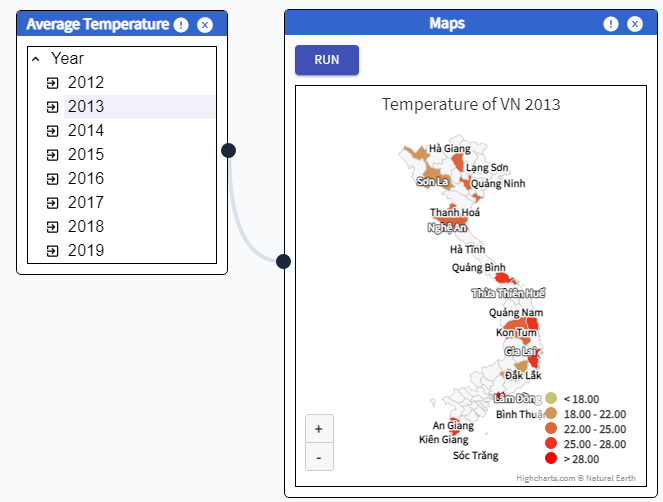 Average Temperature
Year
2012
2013
2014
2015
2016
2017
2018
2019
Maps
RUN
Temperature of VN 2013
Hà Giang
Lạng Sơn
Sơn La
Quảng Ninh
Thanh Hoá
Nghệ An
Hà Tĩnh
Quảng Bình
Thừa Thiên Huế
Quảng Nam
Kon Tum
Gia Lai
Đắk Lắk
Lâm Đồng
Bình Thuận
An Giang
Kiên Giang
Sóc Trăng
< 18.00
18.00 - 22.00
22.00 - 25.00
25.00 - 28.00
> 28.00
+
-
Highcharts.com © Natural Earth